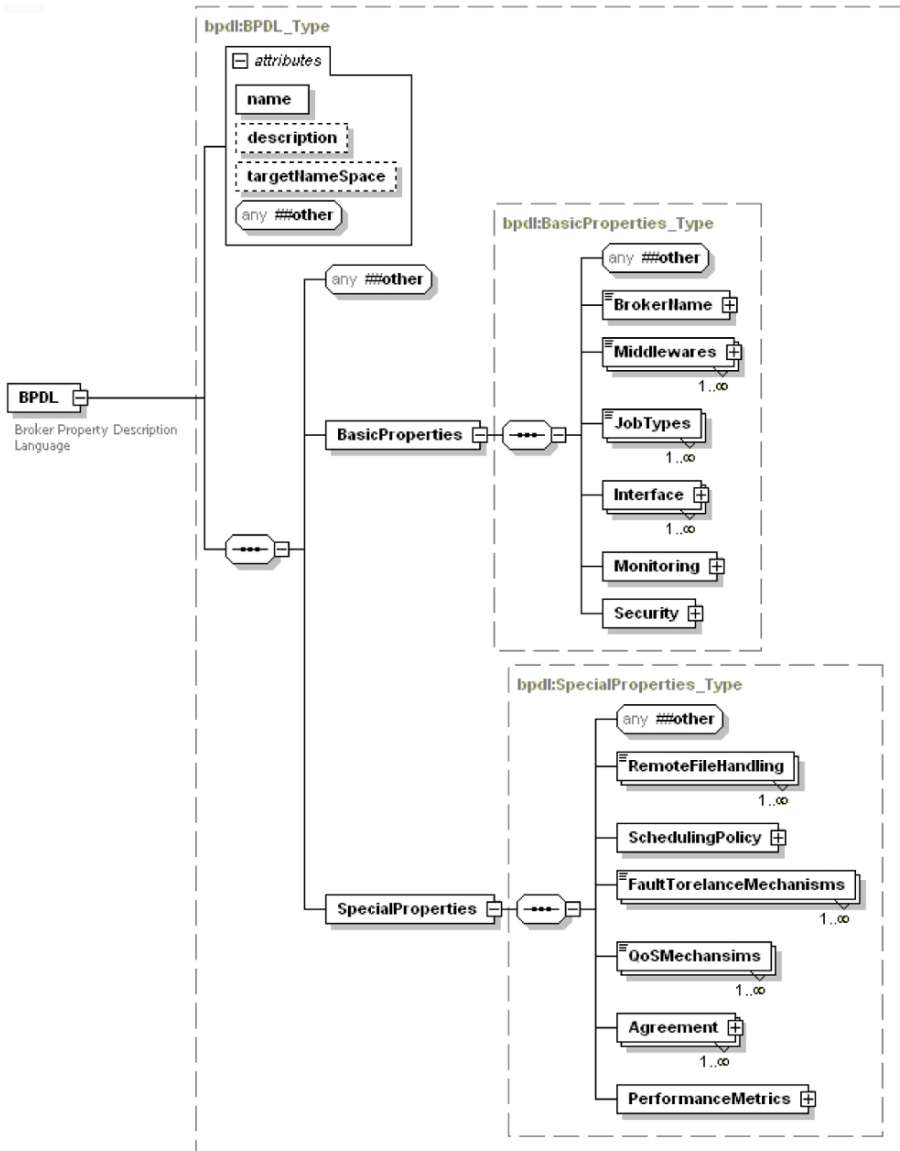 bpdl:BPDL_Type
attributes
name
description
targetNameSpace
any ##other
bpdl:BasicProperties_Type
any ##other
any ##other
BrokerName
Middlewares
1..∞
BPDL
Broker Property Description
Language
BasicProperties
JobTypes
1..∞
Interface
1..∞
Monitoring
Security
bpdl:SpecialProperties_Type
any ##other
RemoteFileHandling
1..∞
SchedulingPolicy
SpecialProperties
FaultTorelanceMechanisms
1..∞
QoSMechansims
1..∞
Agreement
1..∞
PerformanceMetrics